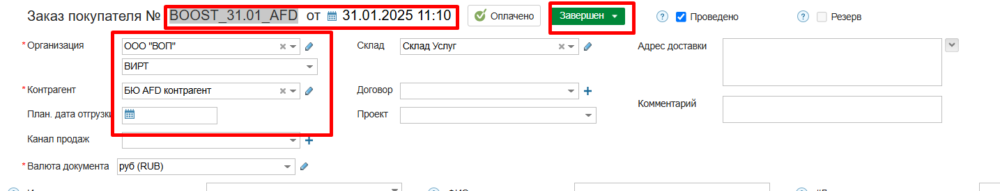 Заказ покупателя № BOOST_31.01_AFD от 31.01.2025 11:10 Оплачено Завершен ? Проведено ? Резерв
* Организация ООО "ВОП" Склад Склад Услуг Адрес доставки
ВИРТ
* Контрагент БЮ AFD контрагент Договор
Комментарий
План. дата отгрузки Проект
Канал продаж
* Валюта документа руб (RUB)